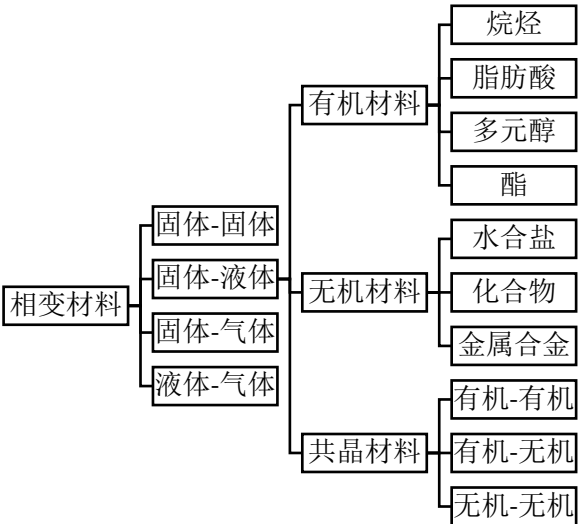 相变材料
固体-固体
固体-液体
固体-气体
液体-气体
有机材料
烷烃
脂肪酸
多元醇
酯
无机材料
水合盐
化合物
金属合金
共晶材料
有机-有机
有机-无机
无机-无机